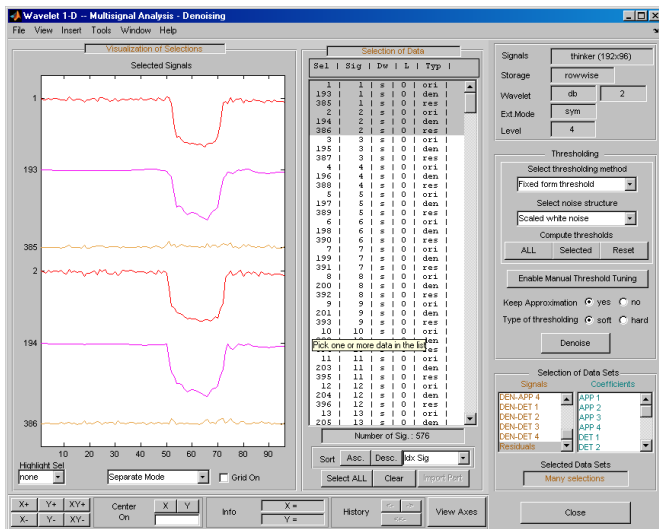 Wavelet 1-D -- Multisignal Analysis - Denoising
File View Insert Tools Window Help
Visualization of Selections
Selected Signals
1
193
385
2
194
386
10 20 30 40 50 60 70 80 90
Highlight Sel
none
Separate Mode
Grid On
Selection of Data
Sel | Sig | Dw | L | Typ |
1 | 1 | s | 0 | ori |
193 | 1 | s | 0 | den |
385 | 1 | s | 0 | res |
2 | 2 | s | 0 | ori |
194 | 2 | s | 0 | den |
386 | 2 | s | 0 | res |
3 | 3 | s | 0 | ori |
195 | 3 | s | 0 | den |
387 | 3 | s | 0 | res |
4 | 4 | s | 0 | ori |
196 | 4 | s | 0 | den |
388 | 4 | s | 0 | res |
5 | 5 | s | 0 | ori |
197 | 5 | s | 0 | den |
389 | 5 | s | 0 | res |
6 | 6 | s | 0 | ori |
198 | 6 | s | 0 | den |
390 | 6 | s | 0 | res |
7 | 7 | s | 0 | ori |
199 | 7 | s | 0 | den |
391 | 7 | s | 0 | res |
8 | 8 | s | 0 | ori |
200 | 8 | s | 0 | den |
392 | 8 | s | 0 | res |
9 | 9 | s | 0 | ori |
201 | 9 | s | 0 | den |
393 | 9 | s | 0 | res |
10 | 10 | s | 0 | ori |
Pick one or more data in the list
11 | 11 | s | 0 | ori |
203 | 11 | s | 0 | den |
395 | 11 | s | 0 | res |
12 | 12 | s | 0 | ori |
204 | 12 | s | 0 | den |
396 | 12 | s | 0 | res |
13 | 13 | s | 0 | ori |
205 | 13 | s | 0 | den |
Number of Sig. : 576
Sort Asc. Desc. Idx Sig
Select ALL Clear Import Part
Signals thinker (192x96)
Storage rowwise
Wavelet db 2
Ext.Mode sym
Level 4
Thresholding
Select thresholding method
Fixed form threshold
Select noise structure
Scaled white noise
Compute thresholds
ALL Selected Reset
Enable Manual Threshold Tuning
Keep Approximation yes no
Type of thresholding soft hard
Denoise
Selection of Data Sets
Signals Coefficients
DEN-APP 4 APP 1
DEN-DET 1 APP 2
DEN-DET 2 APP 3
DEN-DET 3 APP 4
DEN-DET 4 DET 1
Residuals DET 2
Selected Data Sets
Many selections
X+ Y+ XY+
X- Y- XY-
Center On X Y
Info X =
Y =
History
View Axes
Close